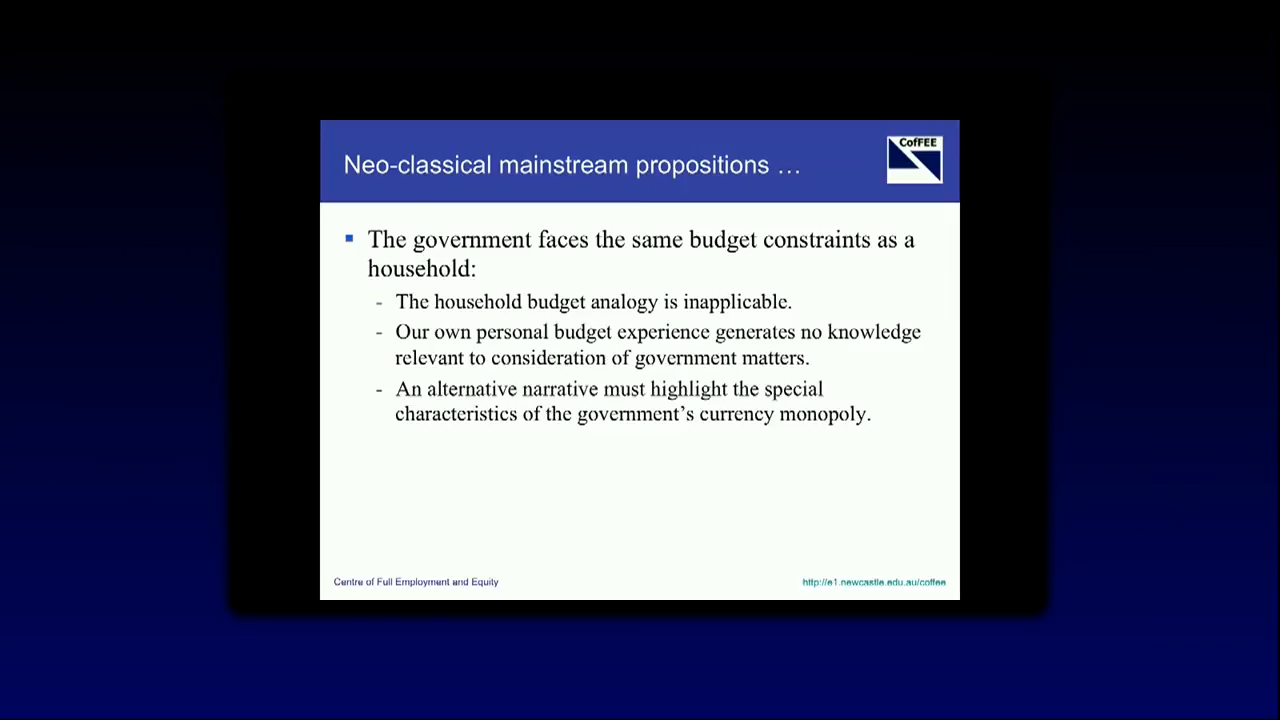 Neo-classical mainstream propositions …
CofFEE
▪ The government faces the same budget constraints as a
household:
- The household budget analogy is inapplicable.
- Our own personal budget experience generates no knowledge
relevant to consideration of government matters.
- An alternative narrative must highlight the special
characteristics of the government’s currency monopoly.
Centre of Full Employment and Equity
http://e1.newcastle.edu.au/coffee